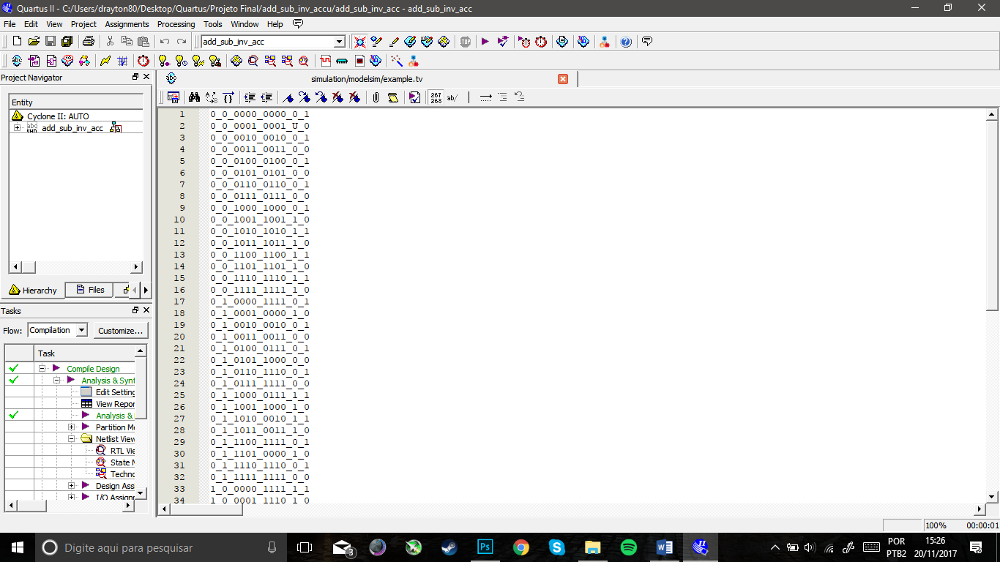 Quartus II - C:/Users/drayton80/Desktop/Quartus/Projeto Final/add_sub_inv_accu/add_sub_inv_acc - add_sub_inv_acc
File Edit View Project Assignments Processing Tools Window Help
add_sub_inv_acc
Project Navigator
simulation/modelsim/example.tv
Entity
Cyclone II: AUTO
add_sub_inv_acc
Hierarchy Files
Tasks
Flow: Compilation Customize...
Task
Compile Design
Analysis & Synt
Edit Setting
View Repor
Analysis &
Partition Me
Netlist View
RTL Vie
State M
Techno
Design Ass
I/O Assignr
267
268 ab/
1 0_0_0000_0000_0_1
2 0_0_0001_0001_U_0
3 0_0_0010_0010_0_1
4 0_0_0011_0011_0_0
5 0_0_0100_0100_0_1
6 0_0_0101_0101_0_0
7 0_0_0110_0110_0_1
8 0_0_0111_0111_0_0
9 0_0_1000_1000_0_1
10 0_0_1001_1001_1_0
11 0_0_1010_1010_1_1
12 0_0_1011_1011_1_0
13 0_0_1100_1100_1_1
14 0_0_1101_1101_1_0
15 0_0_1110_1110_1_1
16 0_0_1111_1111_1_0
17 0_1_0000_1111_0_1
18 0_1_0001_0000_1_0
19 0_1_0010_0010_0_1
20 0_1_0011_0011_0_0
21 0_1_0100_0111_0_1
22 0_1_0101_1000_0_0
23 0_1_0110_1110_0_1
24 0_1_0111_1111_0_0
25 0_1_1000_0111_1_1
26 0_1_1001_1000_1_0
27 0_1_1010_0010_1_1
28 0_1_1011_0011_1_0
29 0_1_1100_1111_0_1
30 0_1_1101_0000_1_0
31 0_1_1110_1110_0_1
32 0_1_1111_1111_0_0
33 1_0_0000_1111_1_1
34 1_0_0001_1110_1_0
100% 00:00:01
Digite aqui para pesquisar
3
Ps
POR
PTB2
15:26
20/11/2017